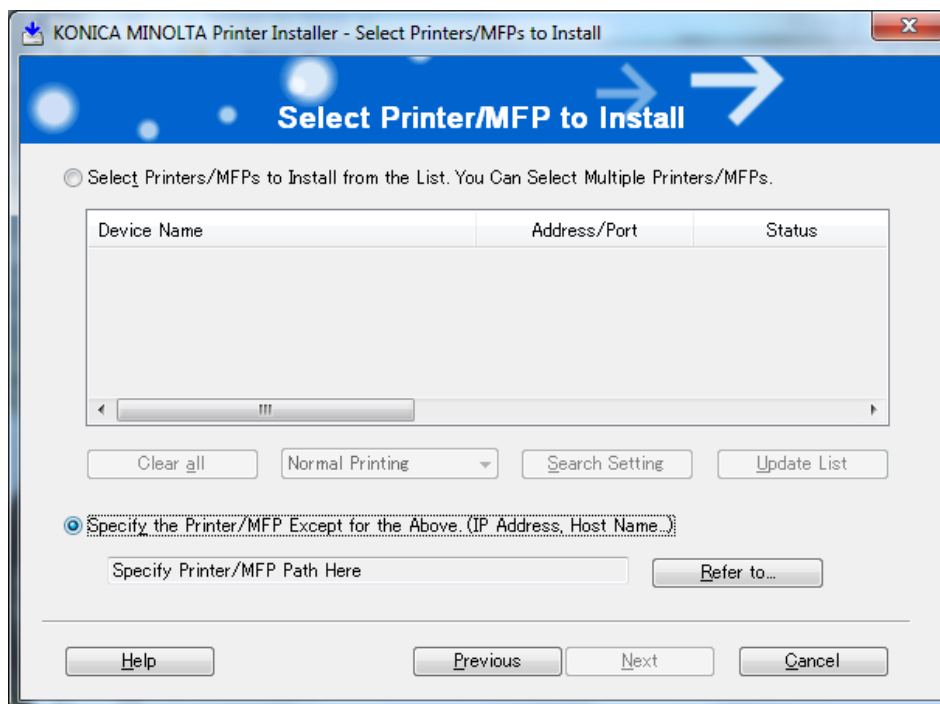 KONICA MINOLTA Printer Installer - Select Printers/MFPs to Install
Select Printer/MFP to Install
Select Printers/MFPs to Install from the List. You Can Select Multiple Printers/MFPs.
Device Name Address/Port Status
Clear all Normal Printing Search Setting Update List
Specify the Printer/MFP Except for the Above. (IP Address, Host Name...)
Specify Printer/MFP Path Here Refer to...
Help Previous Next Cancel